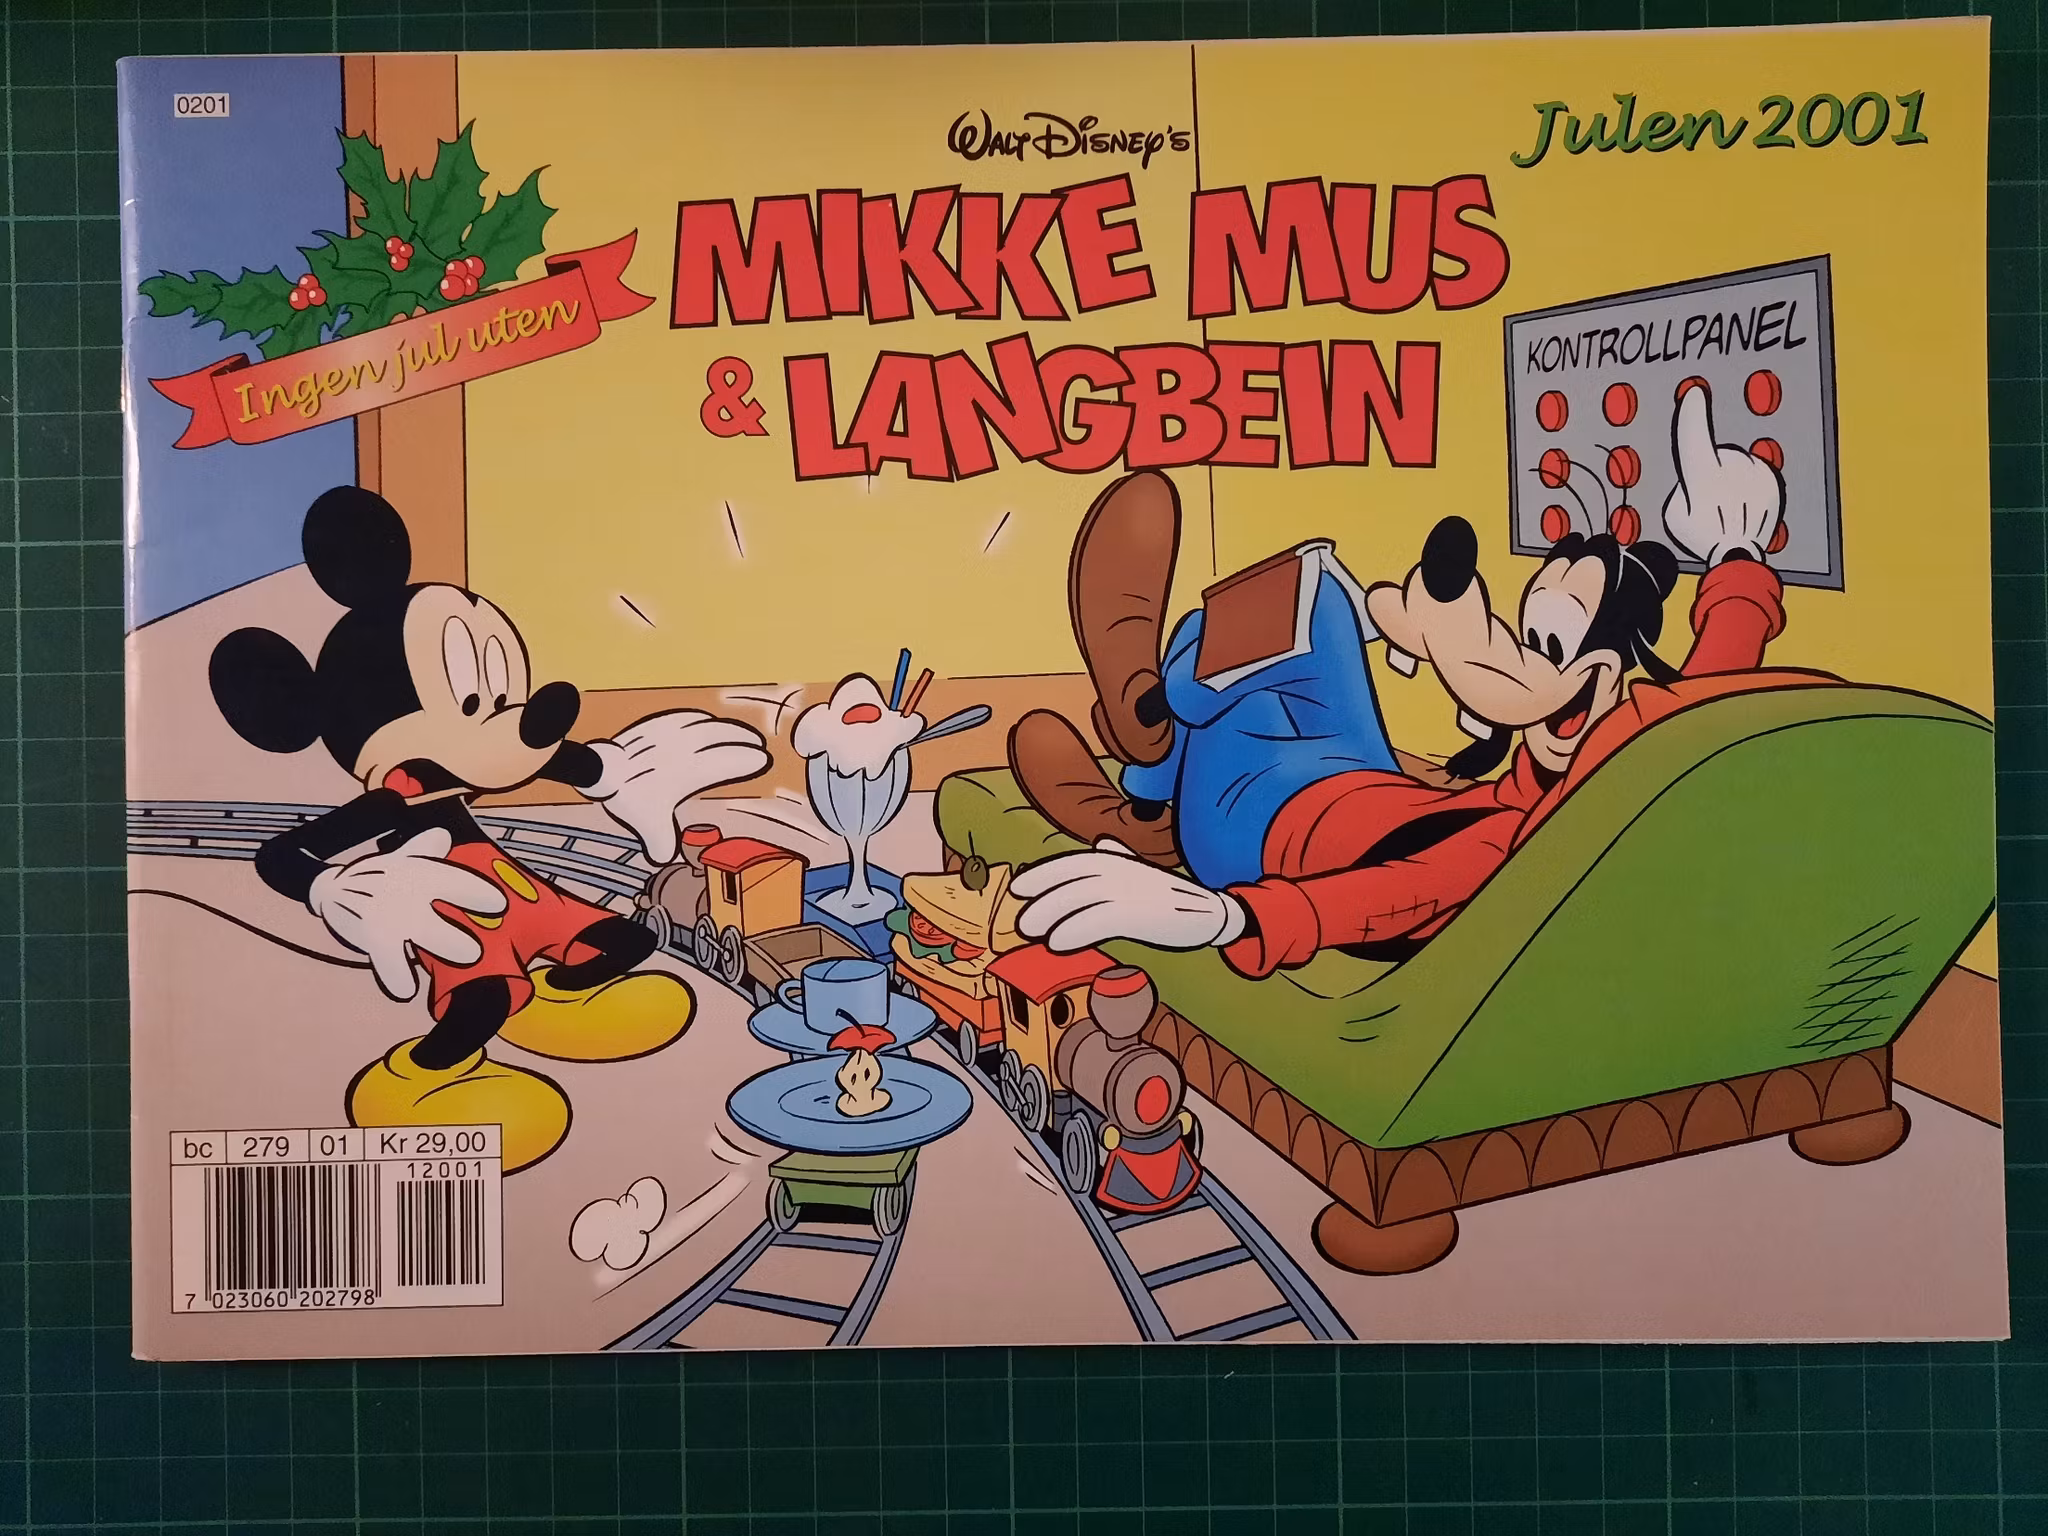 0201
Walt Disney's
Julen 2001
Ingen jul uten
MIKKE MUS
& LANGBEIN
KONTROLLPANEL
bc 279 01 Kr 29,00
12001
7 023060 202798